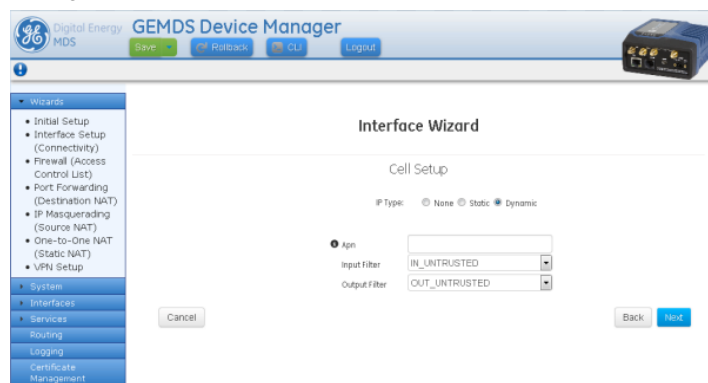 Digital Energy
MDS
GEMDS Device Manager
Save
Rollback
CLI
Logout
Wizards
Initial Setup
Interface Setup
(Connectivity)
Firewall (Access
Control List)
Port Forwarding
(Destination NAT)
IP Masquerading
(Source NAT)
One-to-One NAT
(Static NAT)
VPN Setup
System
Interfaces
Services
Routing
Logging
Certificate
Management
Interface Wizard
Cell Setup
IP Type: None Static Dynamic
Apn
Input Filter IN_UNTRUSTED
Output Filter OUT_UNTRUSTED
Cancel Back Next